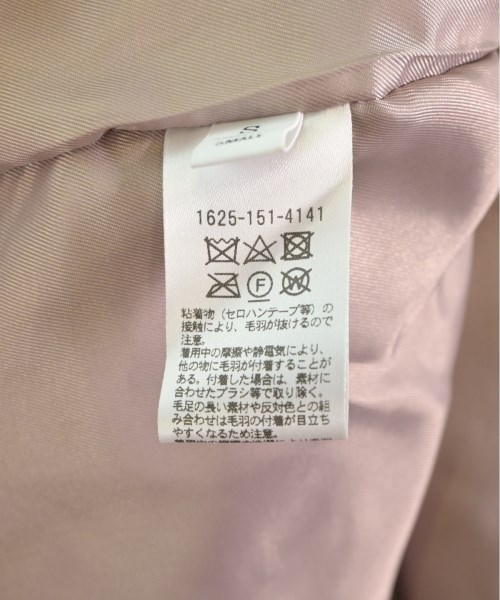 S
SMALL
1625-151-4141
F
W
粘着物（セロハンテープ等）の
接触により、毛羽が抜けるので
注意。
着用中の摩擦や静電気により、
他の物に毛羽が付着することが
ある。付着した場合は、素材に
合わせたブラシ等で取り除く。
毛足の長い素材や反対色との組
み合わせは毛羽の付着が目立ち
やすくなるため注意。